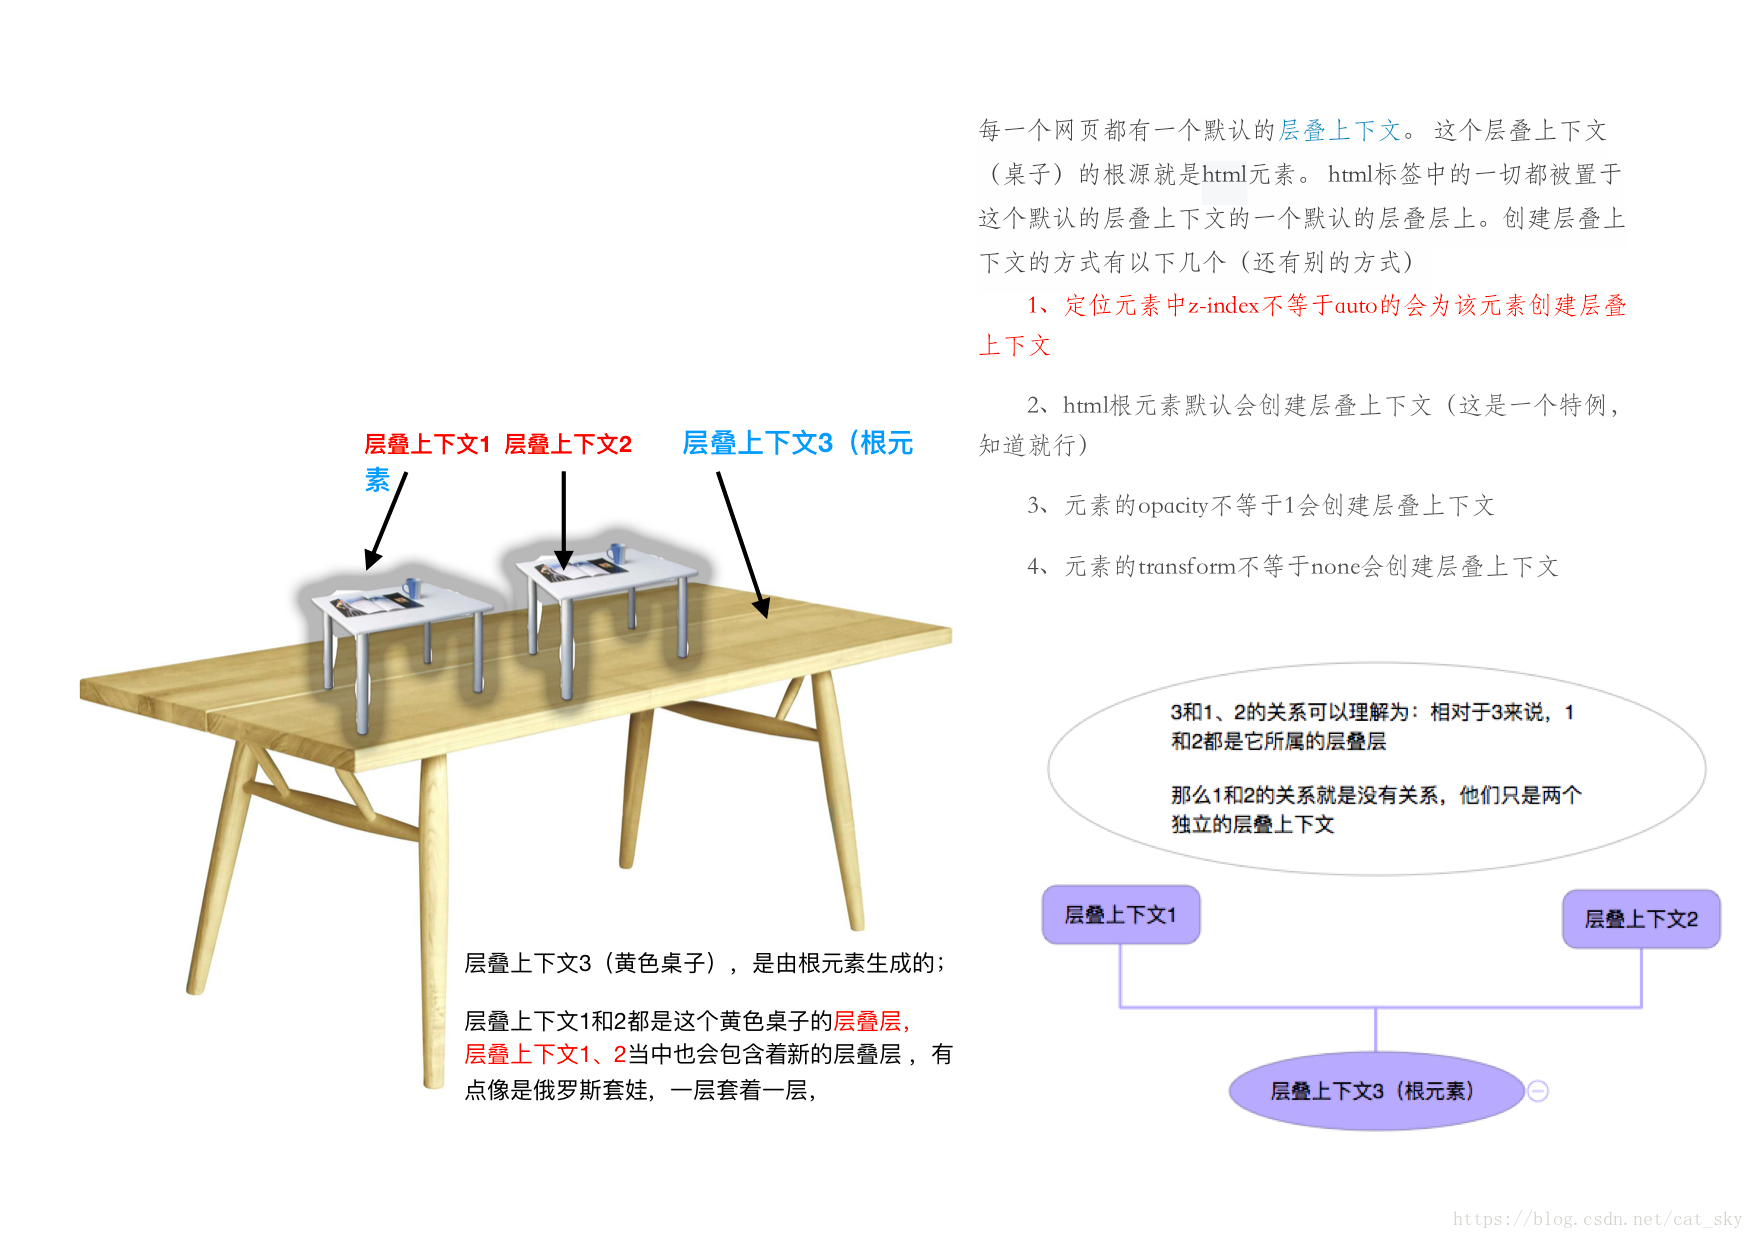 每一个网页都有一个默认的层叠上下文。 这个层叠上下文
（桌子）的根源就是html元素。 html标签中的一切都被置于
这个默认的层叠上下文的一个默认的层叠层上。创建层叠上
下文的方式有以下几个（还有别的方式）
1、定位元素中z-index不等于auto的会为该元素创建层叠
上下文
2、html根元素默认会创建层叠上下文（这是一个特例，
知道就行）
3、元素的opacity不等于1会创建层叠上下文
4、元素的transform不等于none会创建层叠上下文
层叠上下文1 层叠上下文2 层叠上下文3（根元
素
层叠上下文3（黄色桌子），是由根元素生成的；
层叠上下文1和2都是这个黄色桌子的层叠层，
层叠上下文1、2当中也会包含着新的层叠层 ，有
点像是俄罗斯套娃，一层套着一层，
3和1、2的关系可以理解为：相对于3来说，1
和2都是它所属的层叠层
那么1和2的关系就是没有关系，他们只是两个
独立的层叠上下文
层叠上下文1
层叠上下文2
层叠上下文3（根元素）
https://blog.csdn.net/cat_sky